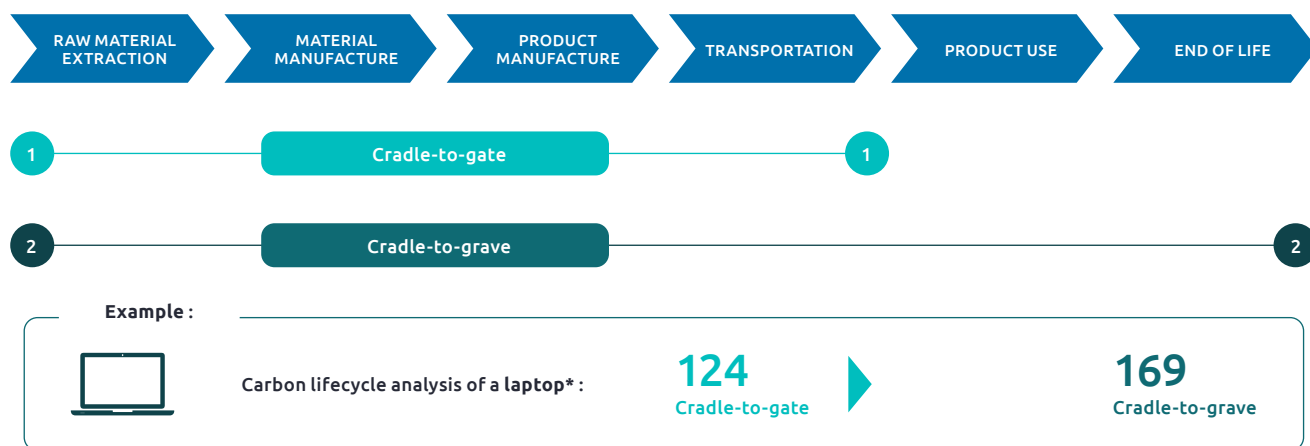 RAW MATERIAL
EXTRACTION
MATERIAL
MANUFACTURE
PRODUCT
MANUFACTURE
TRANSPORTATION
PRODUCT USE
END OF LIFE
1
Cradle-to-gate
1
2
Cradle-to-grave
2
Example :
Carbon lifecycle analysis of a laptop* :
124
Cradle-to-gate
169
Cradle-to-grave